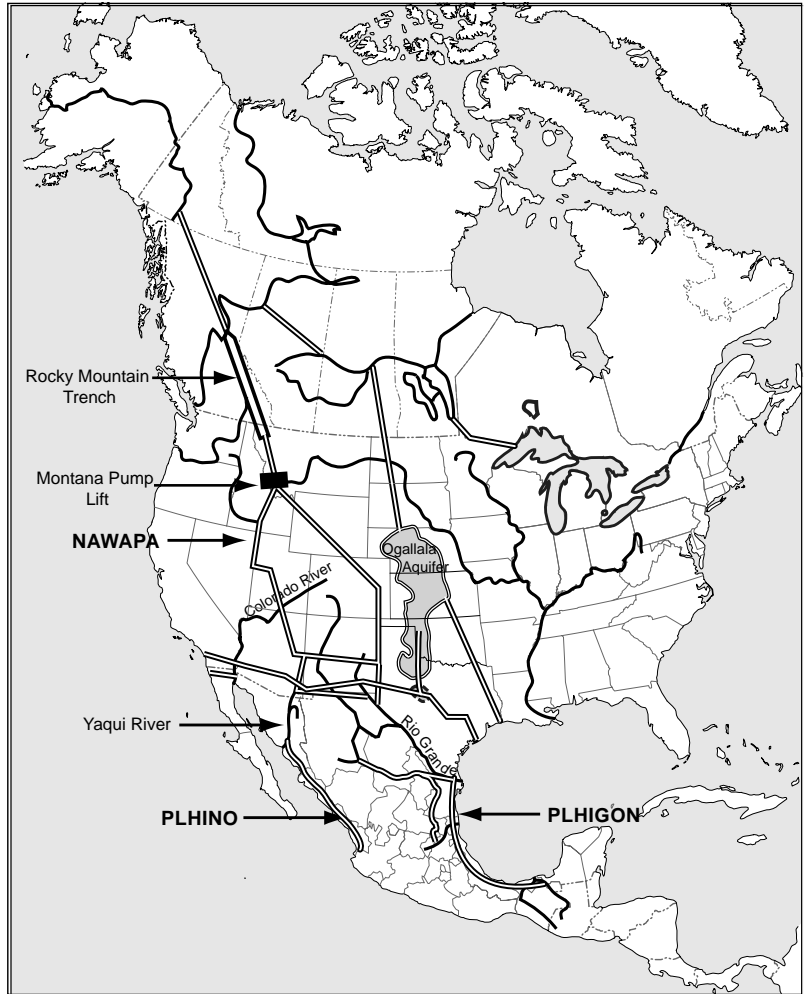 Rocky Mountain
Trench
Montana Pump
Lift
NAWAPA
Ogallala
Aquifer
Colorado River
Yaqui River
Rio Grande
PLHINO
PLHIGON